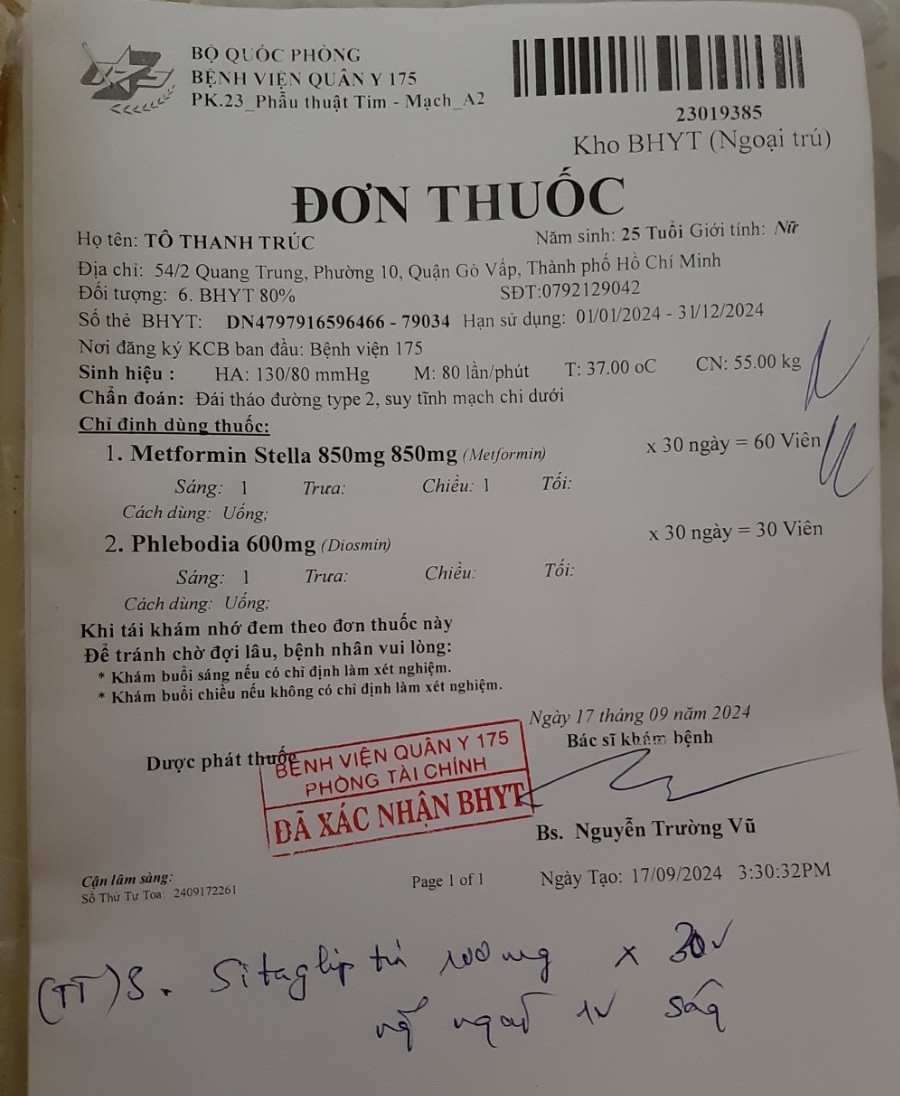 BỘ QUỐC PHÒNG
BỆNH VIỆN QUÂN Y 175
PK.23_Phẫu thuật Tim - Mạch_A2
23019385
Kho BHYT (Ngoại trú)
ĐƠN THUỐC
Họ tên: TÔ THANH TRÚC Năm sinh: 25 Tuổi Giới tính: Nữ
Địa chỉ: 54/2 Quang Trung, Phường 10, Quận Gò Vấp, Thành phố Hồ Chí Minh
Đối tượng: 6. BHYT 80% SĐT:0792129042
Số thẻ BHYT: DN4797916596466 - 79034 Hạn sử dụng: 01/01/2024 - 31/12/2024
Nơi đăng ký KCB ban đầu: Bệnh viện 175
Sinh hiệu : HA: 130/80 mmHg M: 80 lần/phút T: 37.00 oC CN: 55.00 kg
Chẩn đoán: Đái tháo đường type 2, suy tĩnh mạch chi dưới
Chỉ định dùng thuốc:
1. Metformin Stella 850mg 850mg (Metformin) x 30 ngày = 60 Viên
Sáng: 1 Trưa: Chiều: 1 Tối:
Cách dùng: Uống;
2. Phlebodia 600mg (Diosmin) x 30 ngày = 30 Viên
Sáng: 1 Trưa: Chiều: Tối:
Cách dùng: Uống;
Khi tái khám nhớ đem theo đơn thuốc này
Để tránh chờ đợi lâu, bệnh nhân vui lòng:
* Khám buổi sáng nếu có chỉ định làm xét nghiệm.
* Khám buổi chiều nếu không có chỉ định làm xét nghiệm.
Ngày 17 tháng 09 năm 2024
Dược phát thuốc Bác sĩ khám bệnh
BỆNH VIỆN QUÂN Y 175
PHÒNG TÀI CHÍNH
ĐÃ XÁC NHẬN BHYT
Bs. Nguyễn Trường Vũ
Cận lâm sàng:
Số Thứ Tự Toa: 2409172261 Page 1 of 1 Ngày Tạo: 17/09/2024 3:30:32PM
(TT) 3. Sitagliptin 100mg x 30v
1v sáng